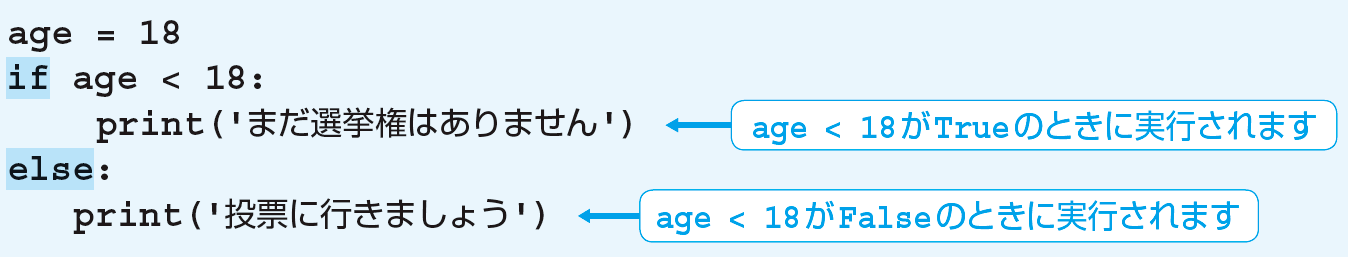 age = 18
if age < 18:
    print('まだ選挙権はありません')
age < 18がTrueのときに実行されます
else:
   print('投票に行きましょう')
age < 18がFalseのときに実行されます